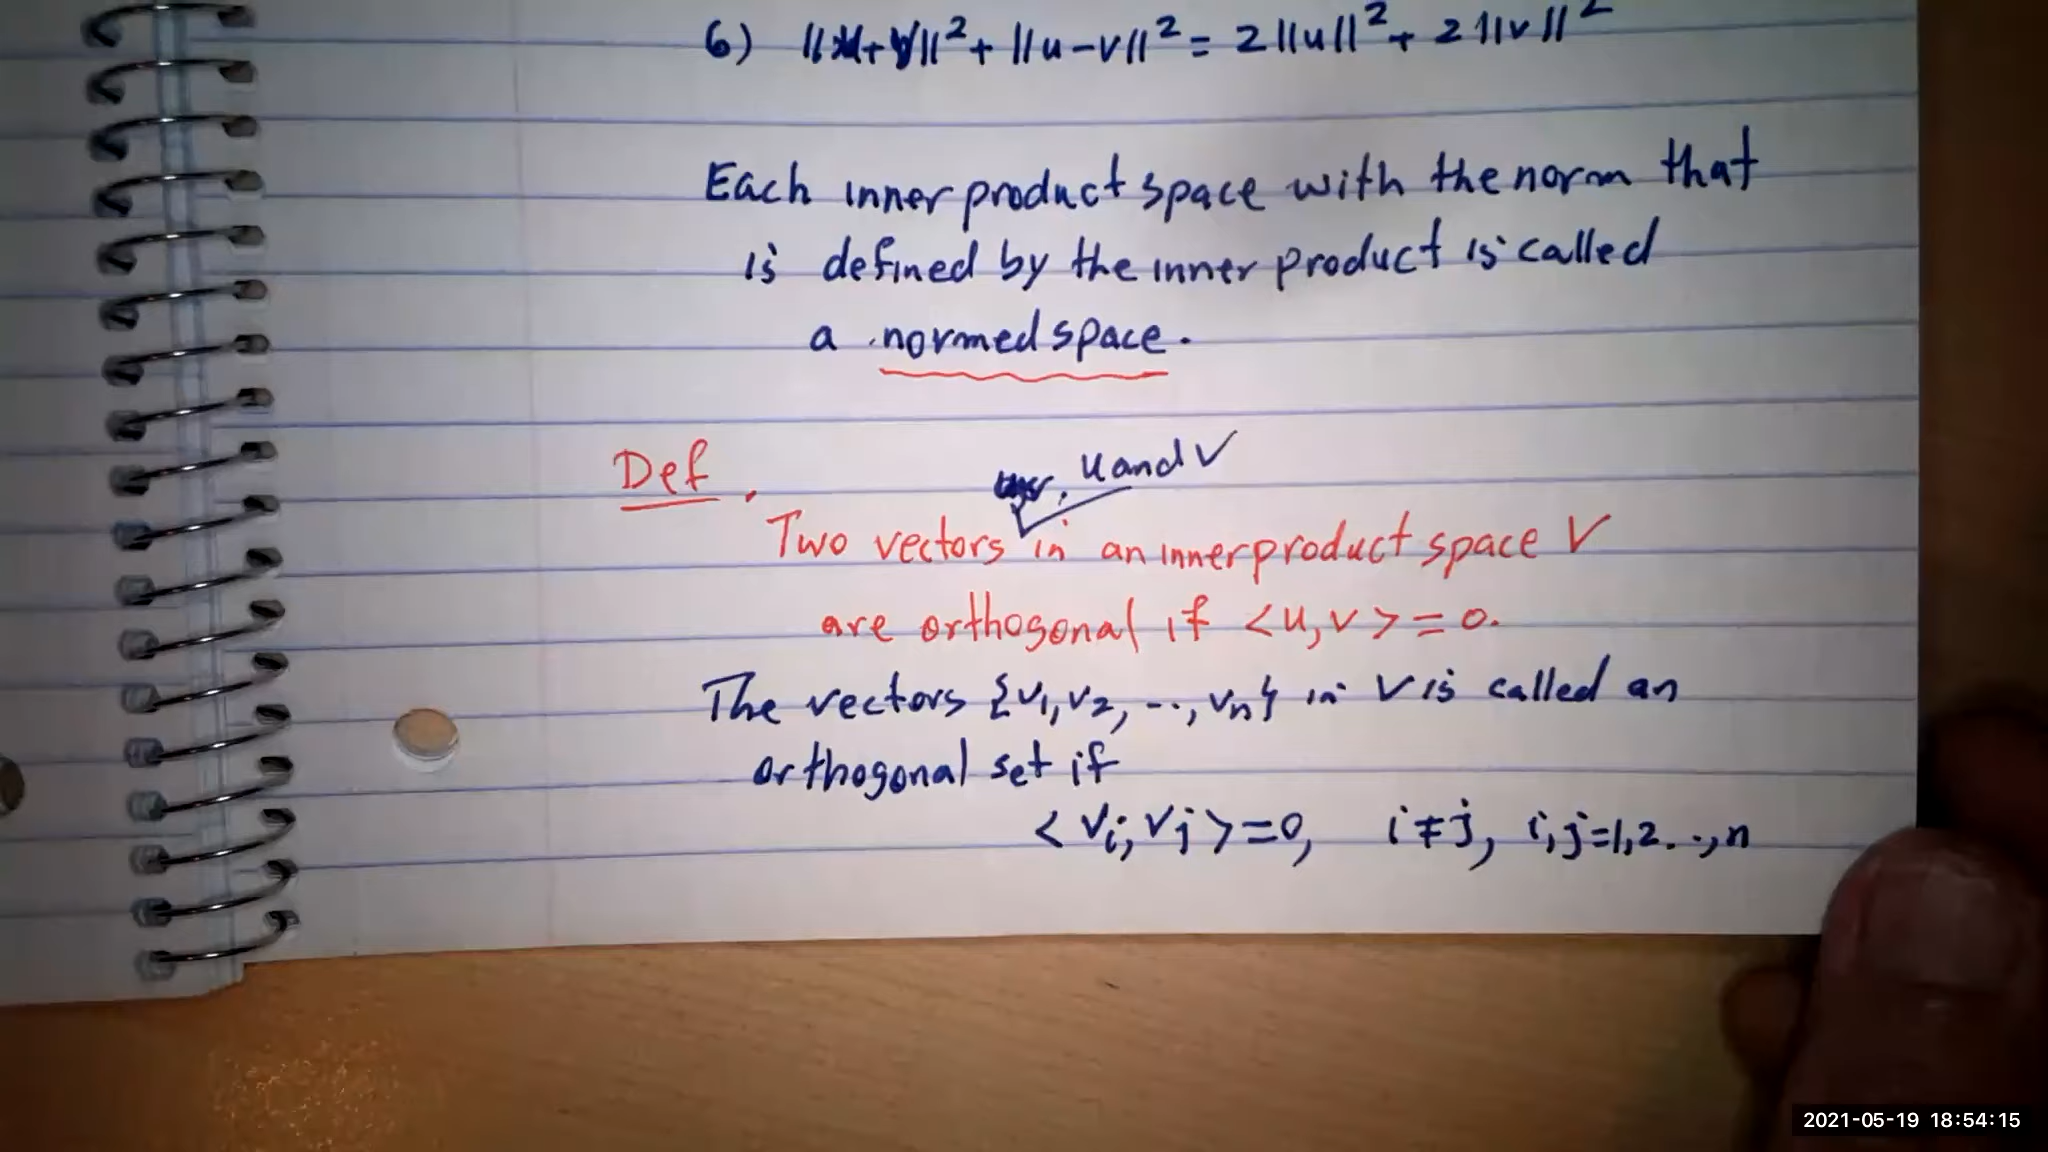 6) ||u+v||²+ ||u-v||² = 2||u||²+ 2||v||²
Each inner product space with the norm that
is defined by the inner product is called
a normed space.
Def.
, u and v
Two vectors in an inner product space V
are orthogonal if <u,v>=0.
The vectors {v₁,v₂,...,vₙ} in V is called an
orthogonal set if
<vᵢ,vⱼ>=0, i≠j, i,j=1,2..,n
2021-05-19 18:54:15